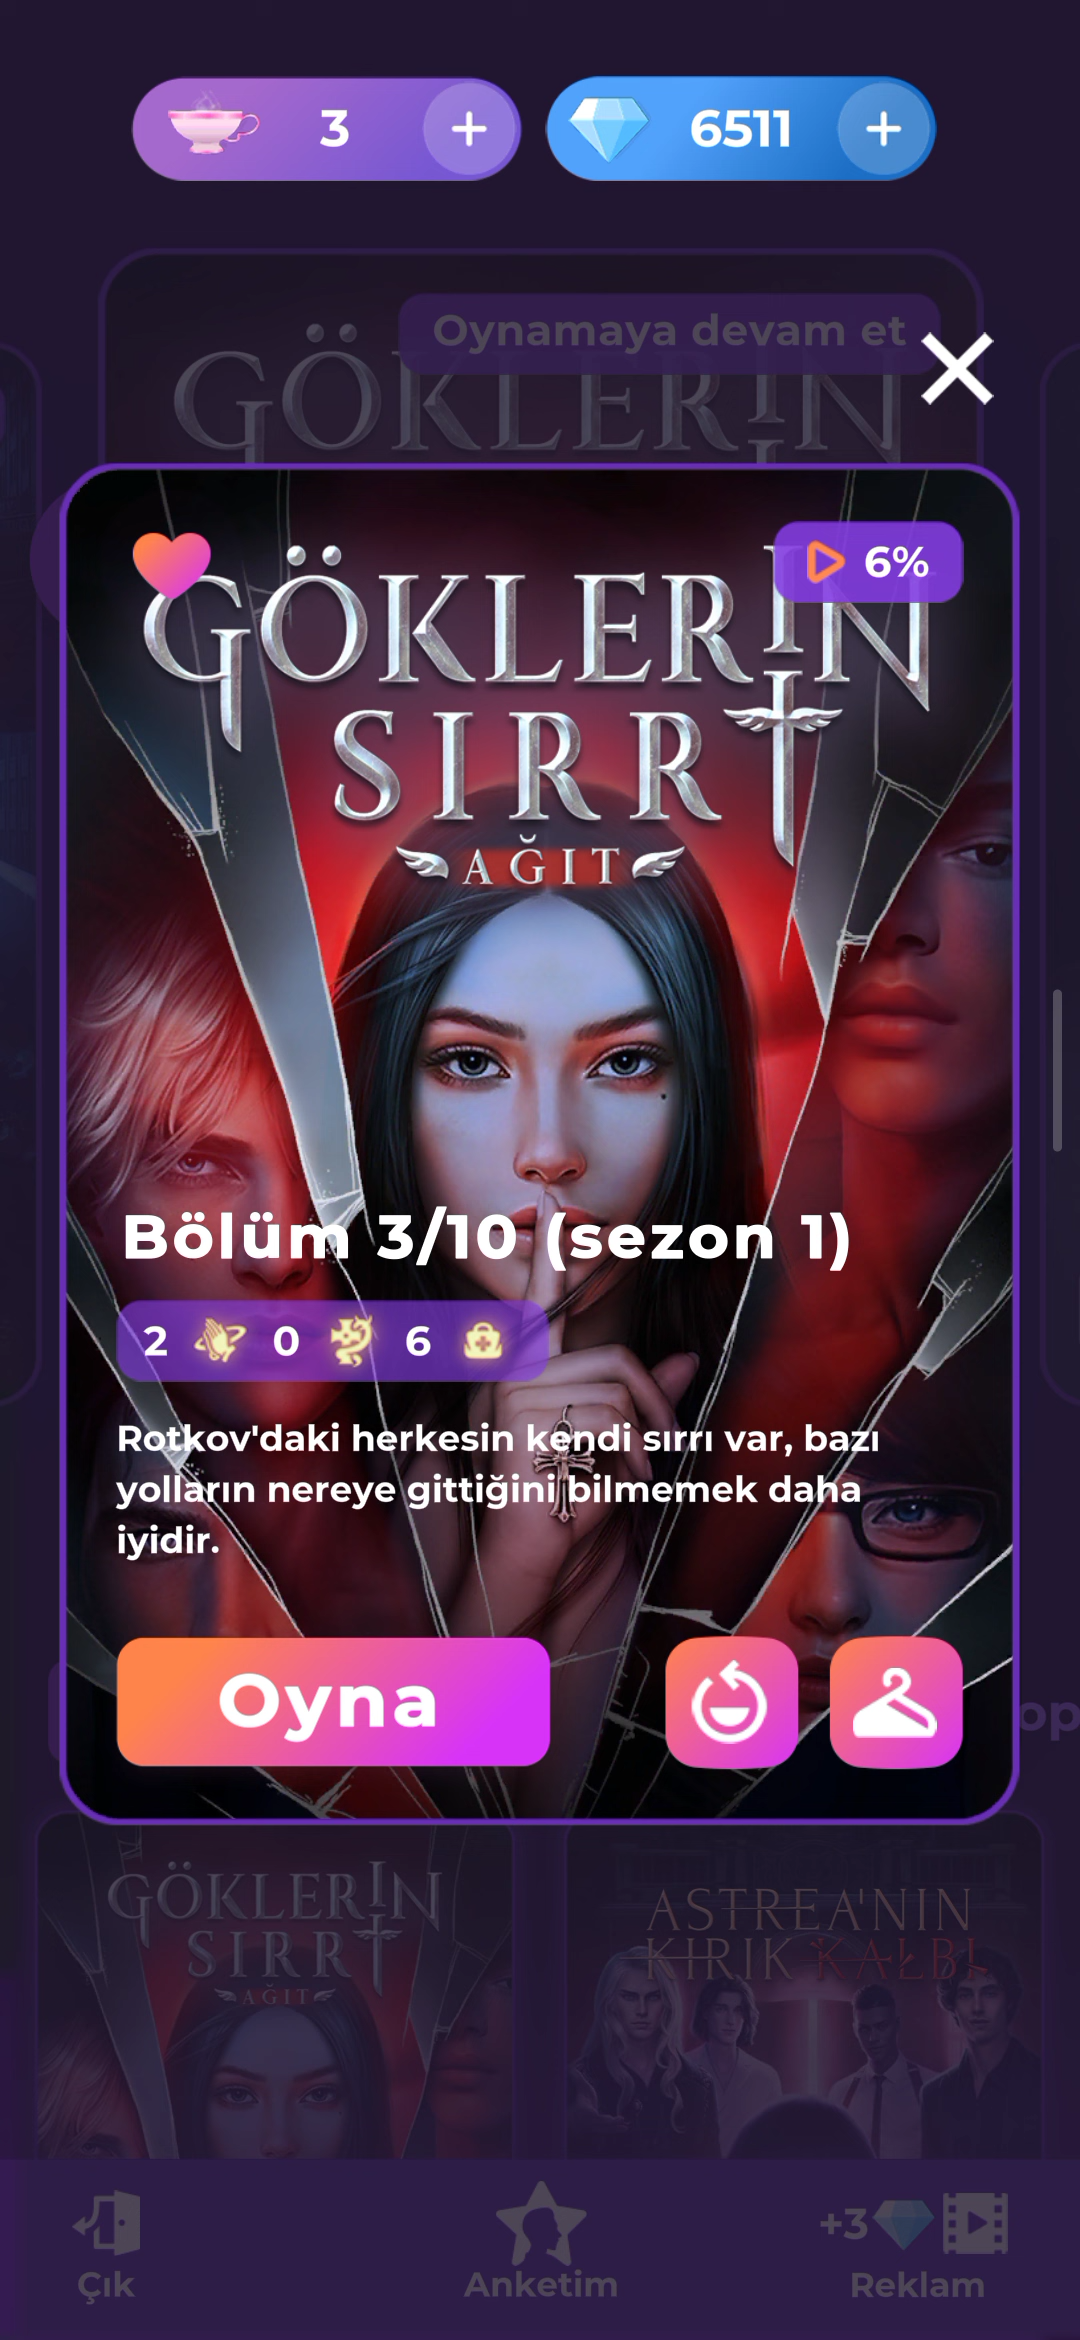 3 +
6511 +
Oynamaya devam et
GÖKLERİN
6%
GÖKLERİN
SIRRI
AĞIT
Bölüm 3/10 (sezon 1)
2 0 6
Rotkov'daki herkesin kendi sırrı var, bazı
yolların nereye gittiğini bilmemek daha
iyidir.
Oyna
op
GÖKLERİN
SIRRI
AĞIT
ASTREA'NIN
KIRIK KALBİ
Çık
Anketim
+3
Reklam